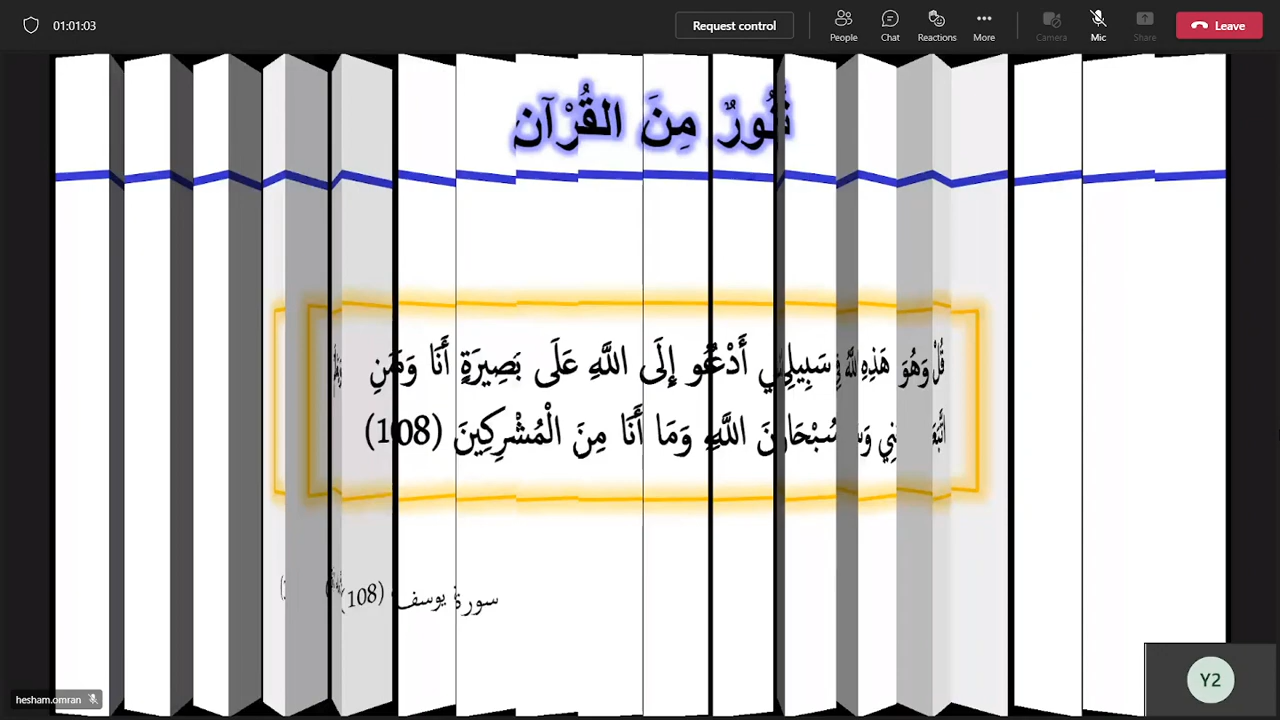 01:01:03
Request control
People
Chat
Reactions
More
Camera
Mic
Share
Leave
نُورٌ مِنَ القُرْآن
قُلْ هَذِهِ سَبِيلِي أَدْعُو إِلَى اللَّهِ عَلَى بَصِيرَةٍ أَنَا وَمَنِ
اتَّبَعَنِي وَسُبْحَانَ اللَّهِ وَمَا أَنَا مِنَ الْمُشْرِكِينَ (108)
سورة يوسف (108)
hesham.omran
Y2